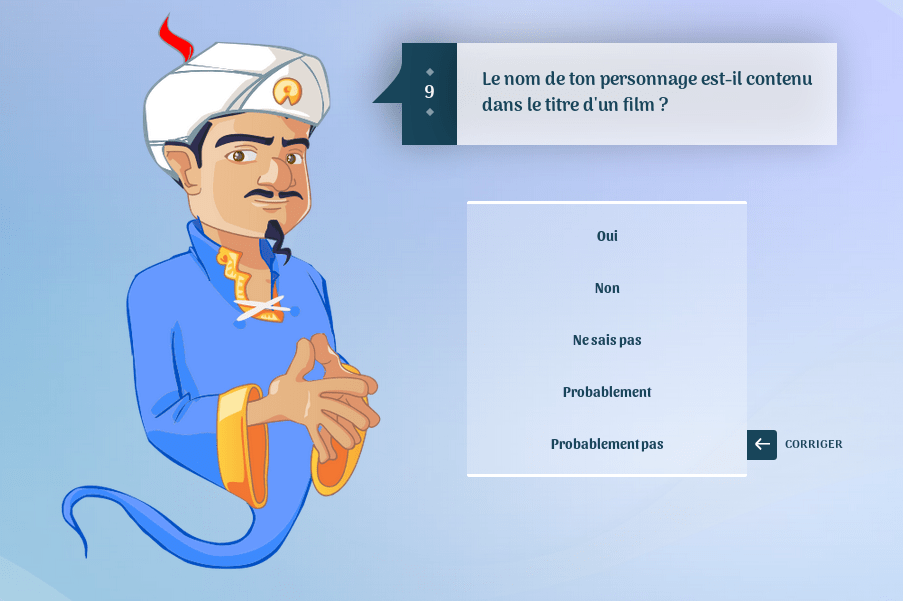 9
Le nom de ton personnage est-il contenu
dans le titre d'un film ?
Oui
Non
Ne sais pas
Probablement
Probablement pas
CORRIGER